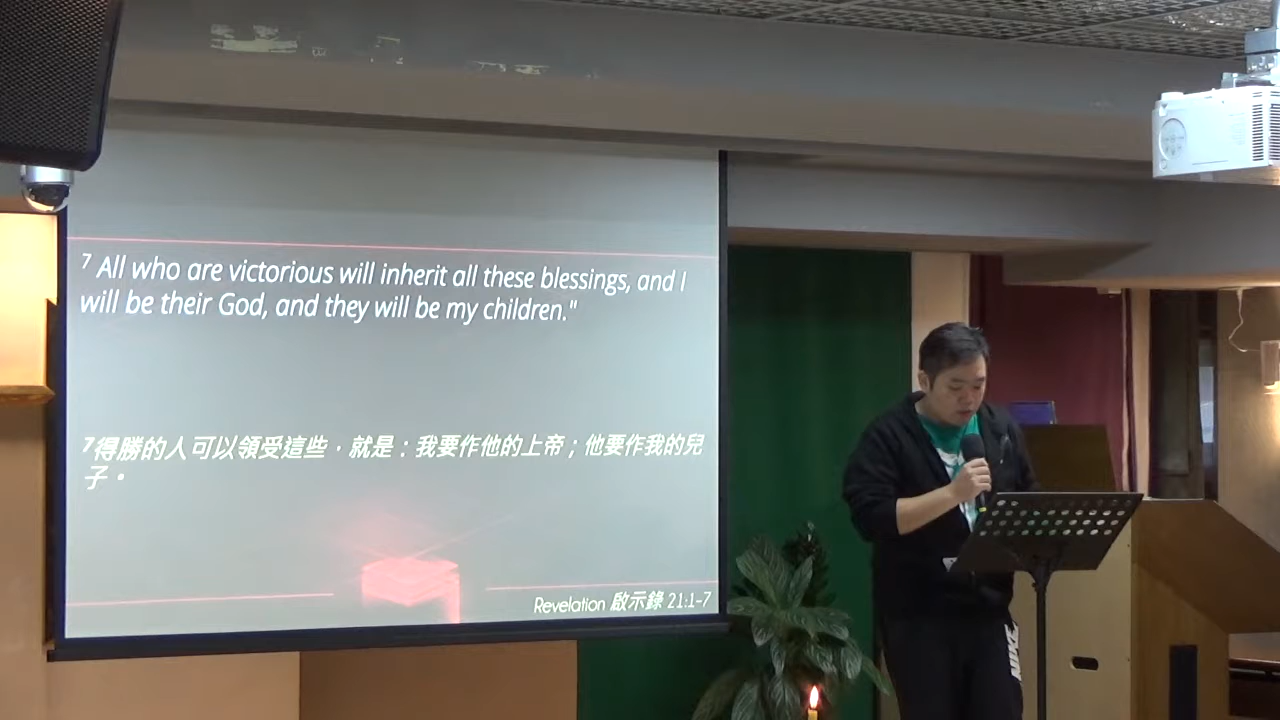 7 All who are victorious will inherit all these blessings, and I
will be their God, and they will be my children."
7得勝的人可以領受這些，就是：我要作他的上帝；他要作我的兒
子。
Revelation 啟示錄 21:1-7
NIKE